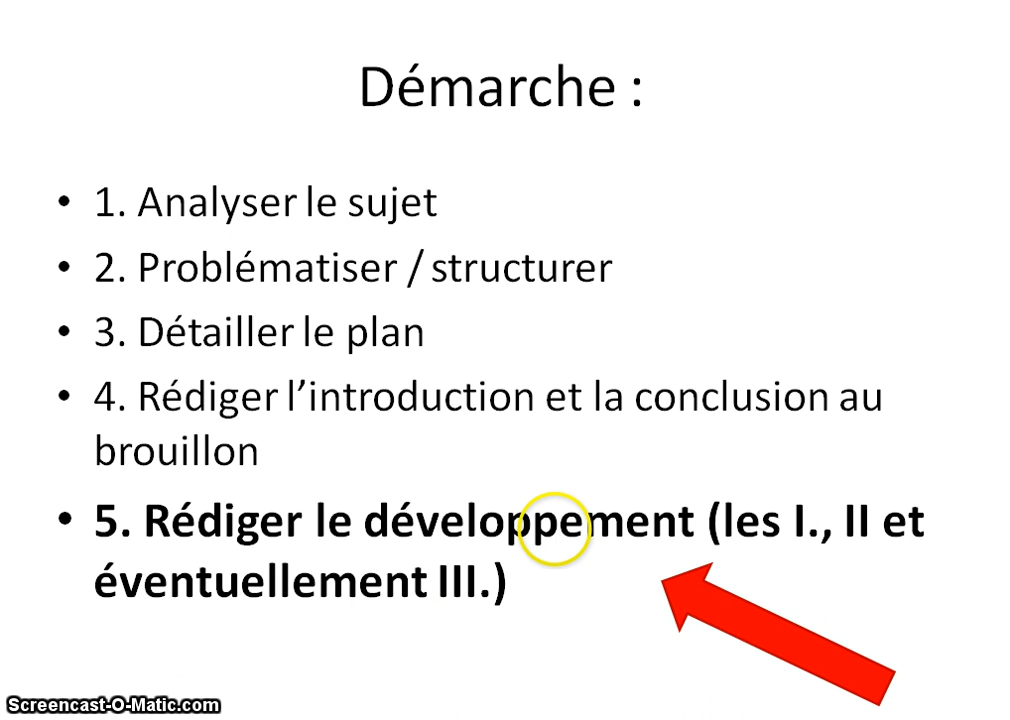 Démarche :
• 1. Analyser le sujet
• 2. Problématiser / structurer
• 3. Détailler le plan
• 4. Rédiger l’introduction et la conclusion au
brouillon
• 5. Rédiger le développement (les I., II et
éventuellement III.)
Screencast-O-Matic.com